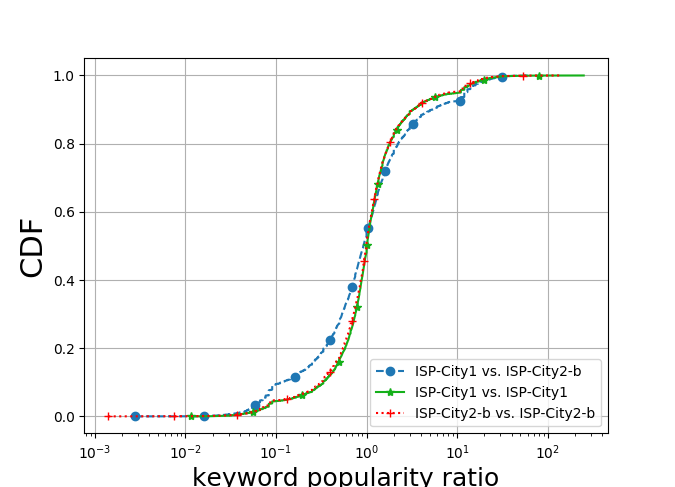 1.0
0.8
0.6
0.4
0.2
0.0
CDF
ISP-City1 vs. ISP-City2-b
ISP-City1 vs. ISP-City1
ISP-City2-b vs. ISP-City2-b
10⁻³ 10⁻² 10⁻¹ 10⁰ 10¹ 10²
keyword popularity ratio